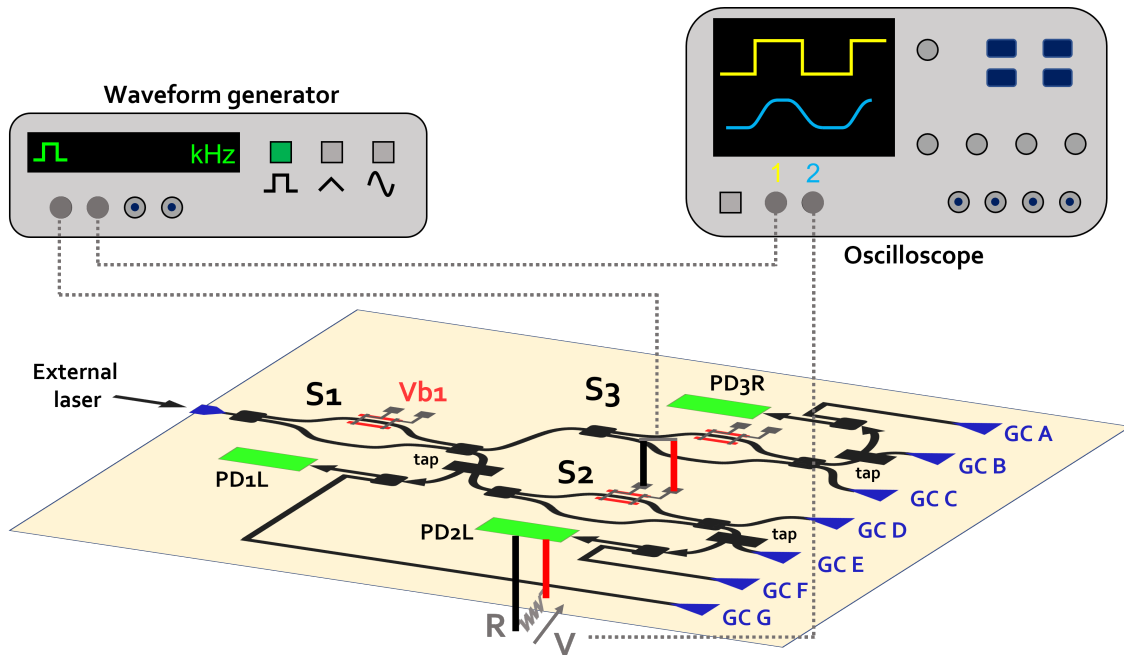 Waveform generator
kHz
1 2
Oscilloscope
External
laser
S1
Vb1
S3
PD3R
GC A
tap
GC B
PD1L
tap
S2
GC C
GC D
PD2L
tap
GC E
GC F
GC G
R
V